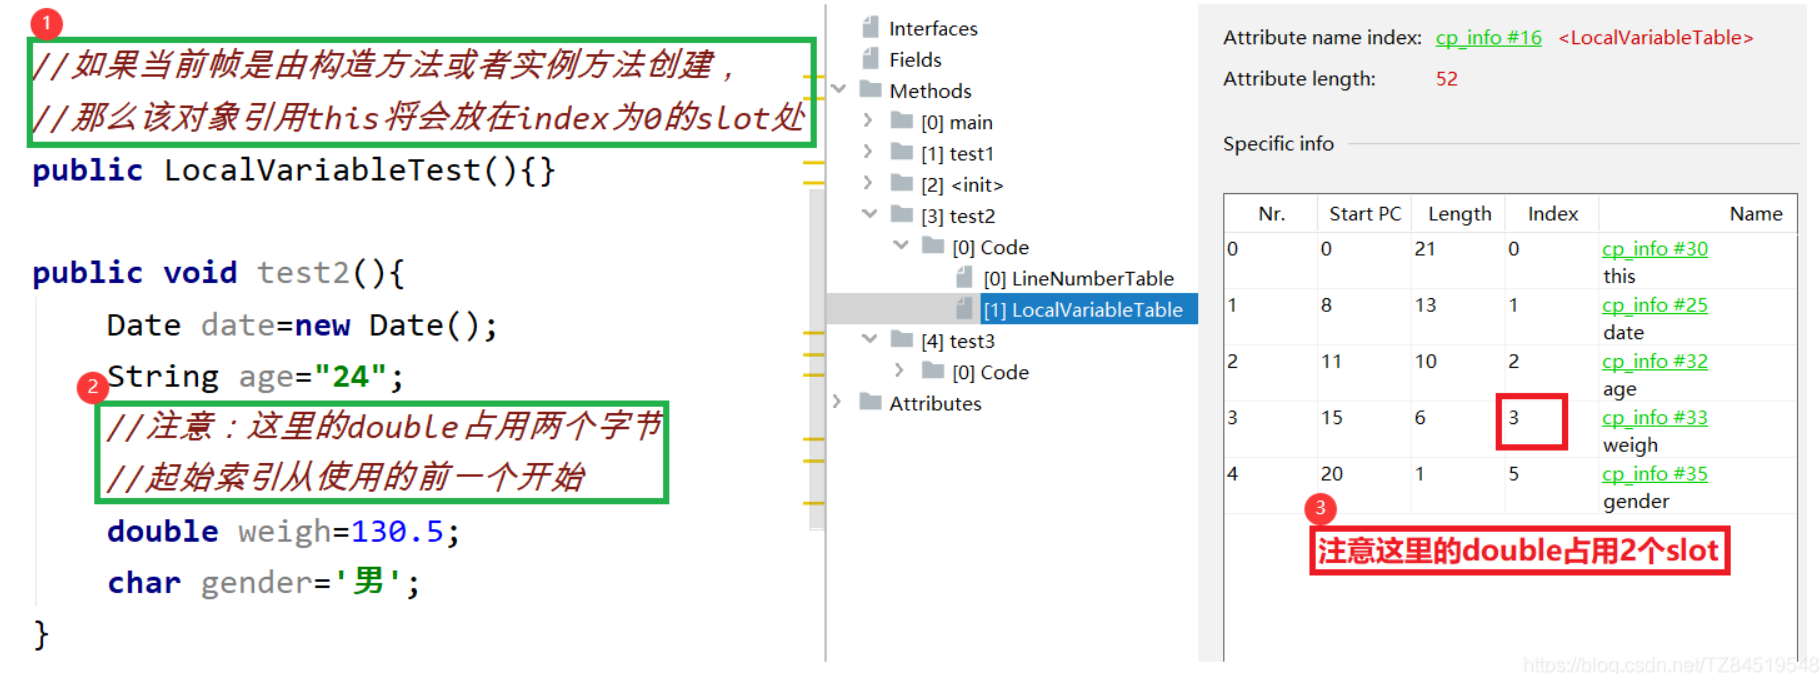 1
//如果当前帧是由构造方法或者实例方法创建，
//那么该对象引用this将会放在index为0的slot处
public LocalVariableTest(){}
public void test2(){
Date date=new Date();
2
String age="24";
//注意：这里的double占用两个字节
//起始索引从使用的前一个开始
double weigh=130.5;
char gender='男';
}
Interfaces
Fields
Methods
[0] main
[1] test1
[2] <init>
[3] test2
[0] Code
[0] LineNumberTable
[1] LocalVariableTable
[4] test3
[0] Code
Attributes
Attribute name index: cp_info #16 <LocalVariableTable>
Attribute length: 52
Specific info
Nr. Start PC Length Index Name
0 0 21 0 cp_info #30
this
1 8 13 1 cp_info #25
date
2 11 10 2 cp_info #32
age
3 15 6 3 cp_info #33
weigh
4 20 1 5 cp_info #35
gender
3
注意这里的double占用2个slot
https://blog.csdn.net/TZ84519548